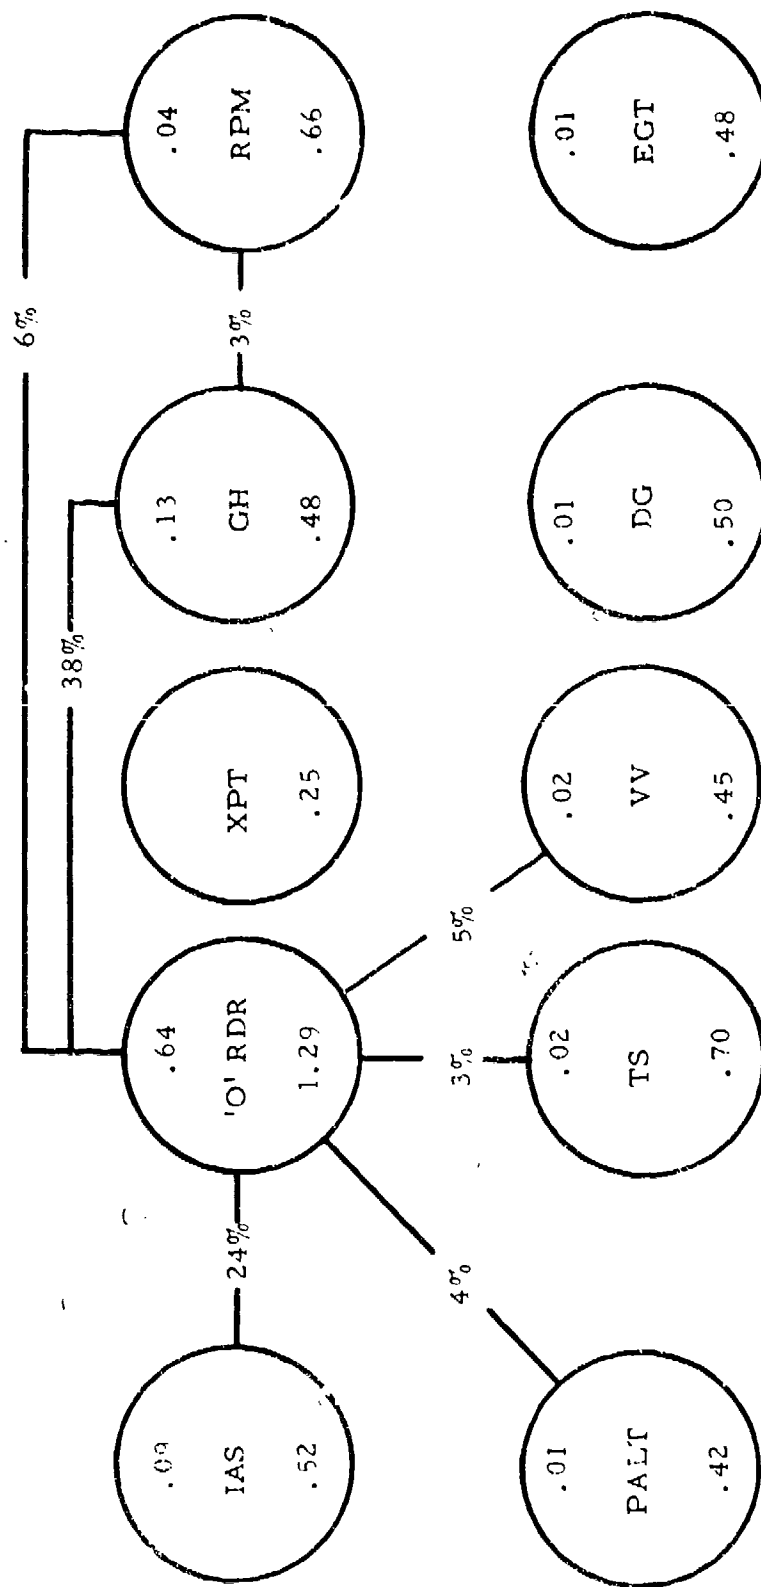 6%
38%
.09
IAS
.52
24%
.64
'O' RDR
1.29
XPT
.25
.13
GH
.48
3%
.04
RPM
.66
4%
3%
5%
.01
PALT
.42
.02
TS
.70
.02
VV
.45
.01
DG
.50
.01
EGT
.48